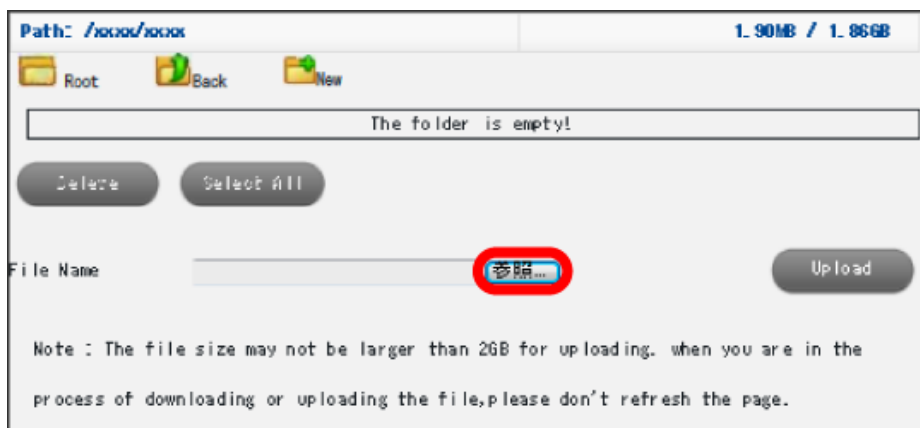 Path: /xxxx/xxxx 1.90MB / 1.86GB
Root Back New
The folder is empty!
Delete Select All
File Name 参照... Upload
Note : The file size may not be larger than 2GB for uploading. when you are in the
process of downloading or uploading the file,please don't refresh the page.